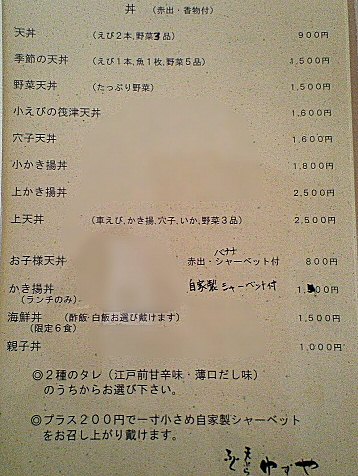 丼　（赤出・香物付）
天丼　（えび２本，野菜３品）　９００円
季節の天丼　（えび１本，魚１枚，野菜５品）　１，５００円
野菜天丼　（たっぷり野菜）　１，５００円
小えびの筏津天丼　１，６００円
穴子天丼　１，６００円
小かき揚丼　１，８００円
上かき揚丼　２，５００円
上天丼　（車えび，かき揚，穴子，いか，野菜３品）　２，５００円
バナナ
お子様天丼　赤出・シャーベット付　８００円
かき揚丼　自家製シャーベット付
（ランチのみ）
海鮮丼　（酢飯・白飯お選び戴けます）　１，５００円
（限定６食）
親子丼　１，０００円
◎２種のタレ（江戸前甘辛味・薄口だし味）
のうちからお選び下さい。
◎プラス２００円で一寸小さめ自家製シャーベット
をお召し上がり戴けます。
天ぷら ゆずや